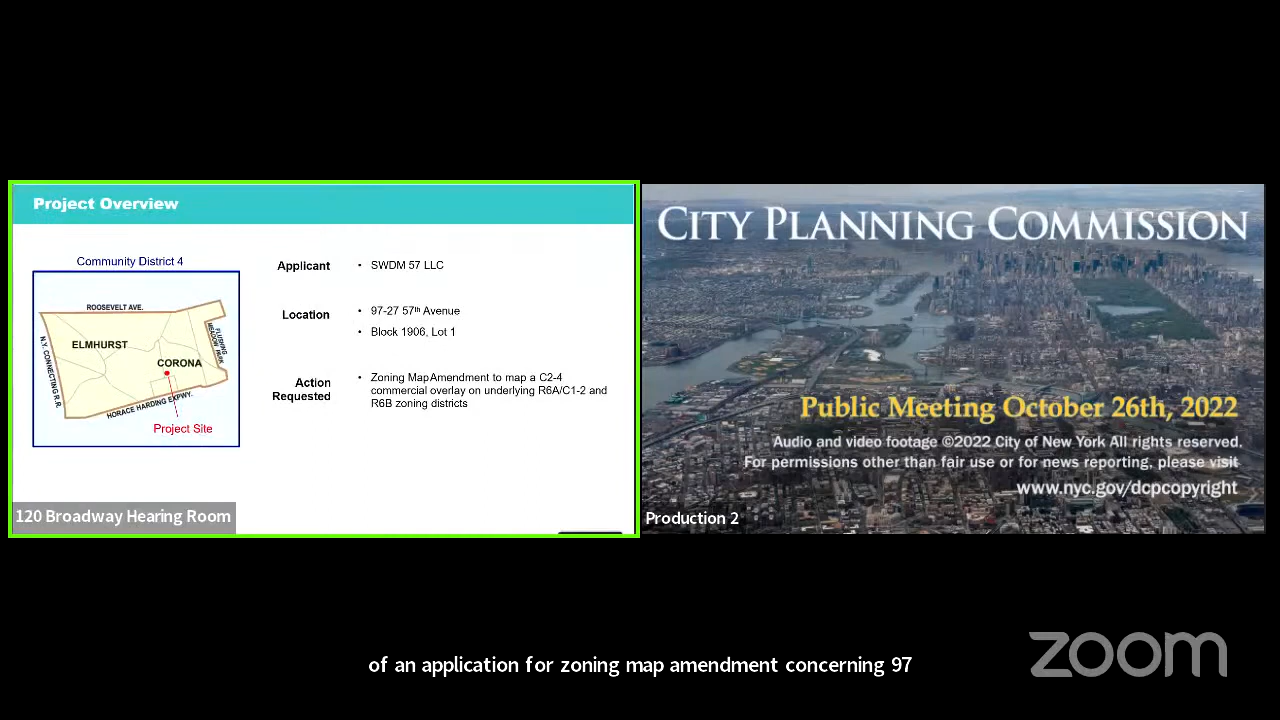 Project Overview
Community District 4
ROOSEVELT AVE.
ELMHURST
CORONA
N.Y. CONNECTING R.R.
FLUSHING
MEADOW PARK
HORACE HARDING EXPWY.
Project Site
Applicant
• SWDM 57 LLC
Location
• 97-27 57th Avenue
• Block 1906, Lot 1
Action
Requested
• Zoning Map Amendment to map a C2-4
commercial overlay on underlying R6A/C1-2 and
R6B zoning districts
120 Broadway Hearing Room
CITY PLANNING COMMISSION
Public Meeting October 26th, 2022
Audio and video footage ©2022 City of New York All rights reserved.
For permissions other than fair use or for news reporting, please visit
www.nyc.gov/dcpcopyright
Production 2
of an application for zoning map amendment concerning 97
zoom